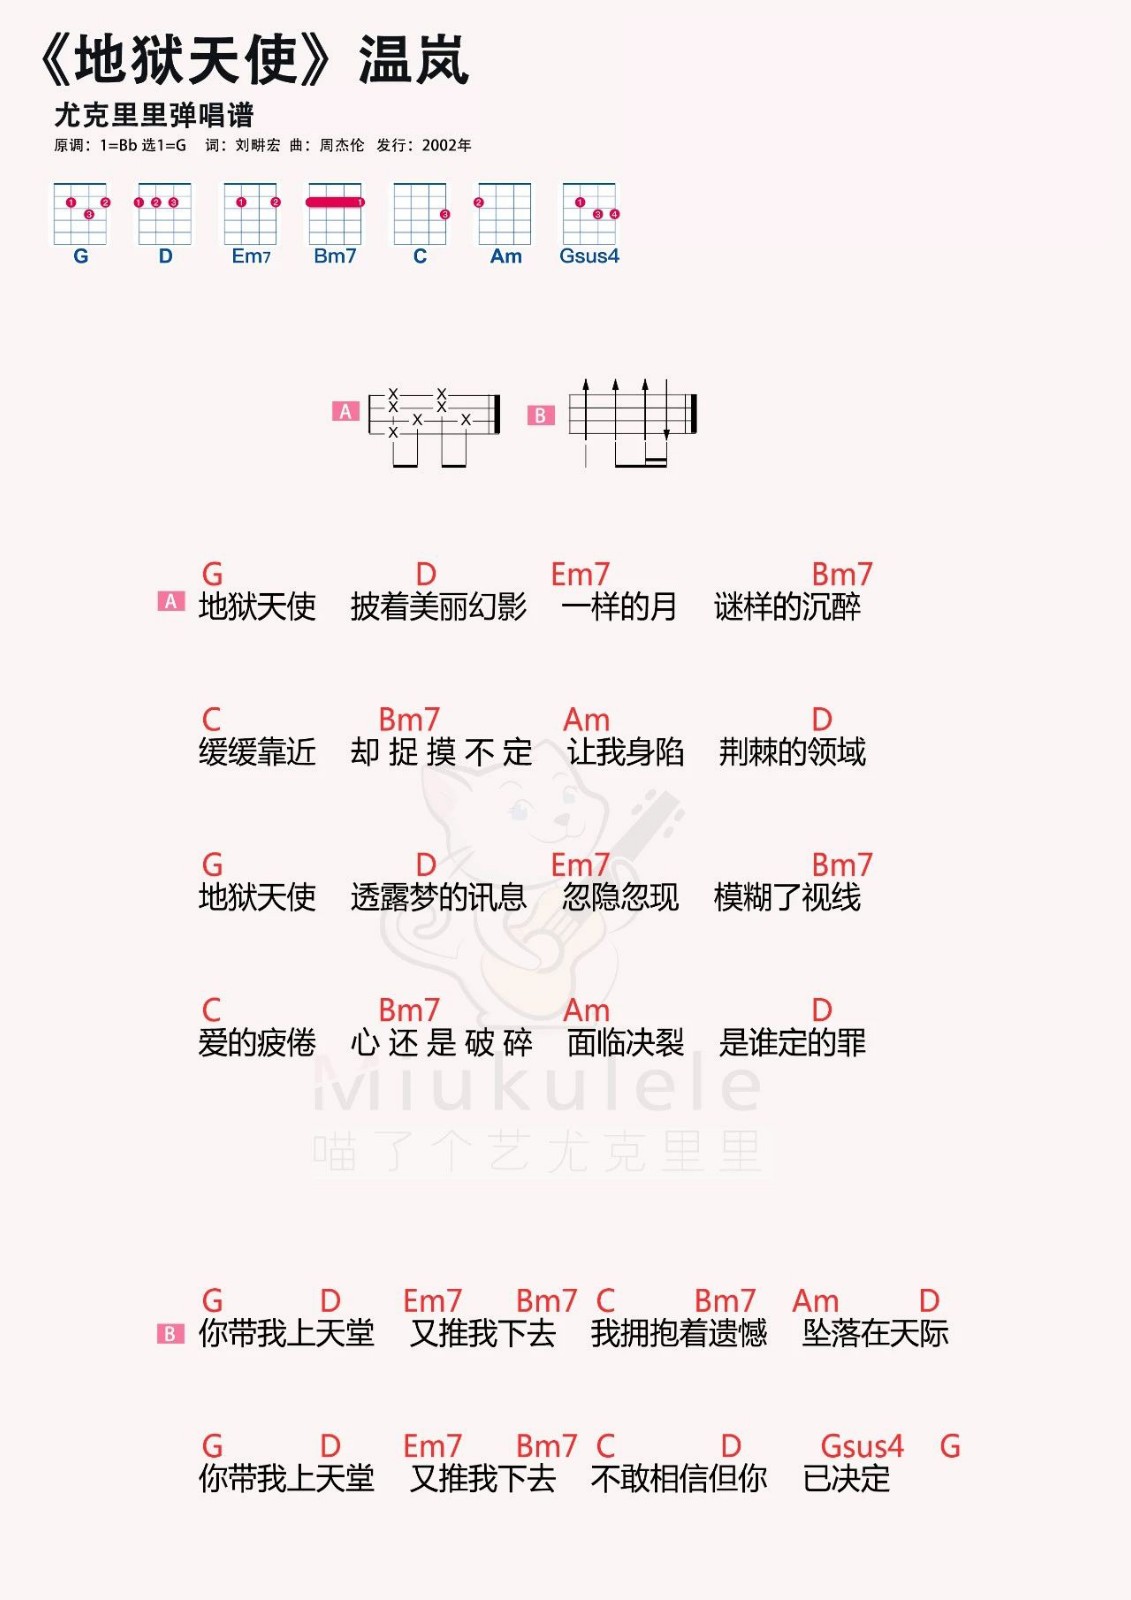 《地狱天使》温岚
尤克里里弹唱谱
原调：1=Bb 选1=G 词：刘畊宏 曲：周杰伦 发行：2002年
G D Em7 Bm7 C Am Gsus4
A B
G D Em7 Bm7
A 地狱天使 披着美丽幻影 一样的月 谜样的沉醉
C Bm7 Am D
缓缓靠近 却捉摸不定 让我身陷 荆棘的领域
G D Em7 Bm7
地狱天使 透露梦的讯息 忽隐忽现 模糊了视线
C Bm7 Am D
爱的疲倦 心还是破碎 面临决裂 是谁定的罪
Miukulele
喵了个艺尤克里里
G D Em7 Bm7 C Bm7 Am D
B 你带我上天堂 又推我下去 我拥抱着遗憾 坠落在天际
G D Em7 Bm7 C D Gsus4 G
你带我上天堂 又推我下去 不敢相信但你 已决定